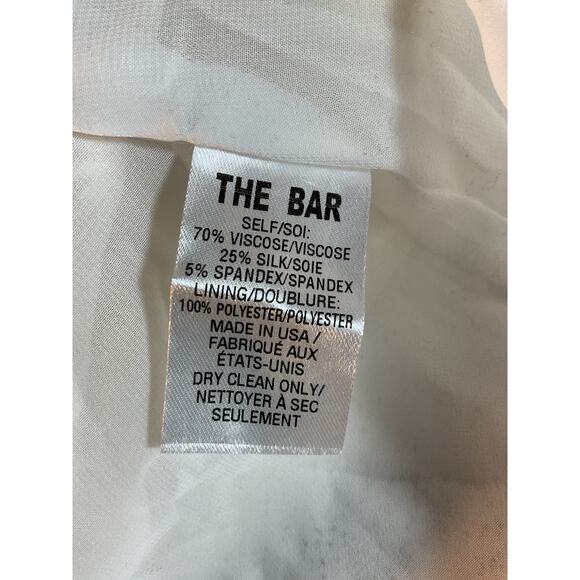 THE BAR
SELF/SOI:
70% VISCOSE/VISCOSE
25% SILK/SOIE
5% SPANDEX/SPANDEX
LINING/DOUBLURE:
100% POLYESTER/POLYESTER
MADE IN USA /
FABRIQUÉ AUX
ÉTATS-UNIS
DRY CLEAN ONLY/
NETTOYER À SEC
SEULEMENT